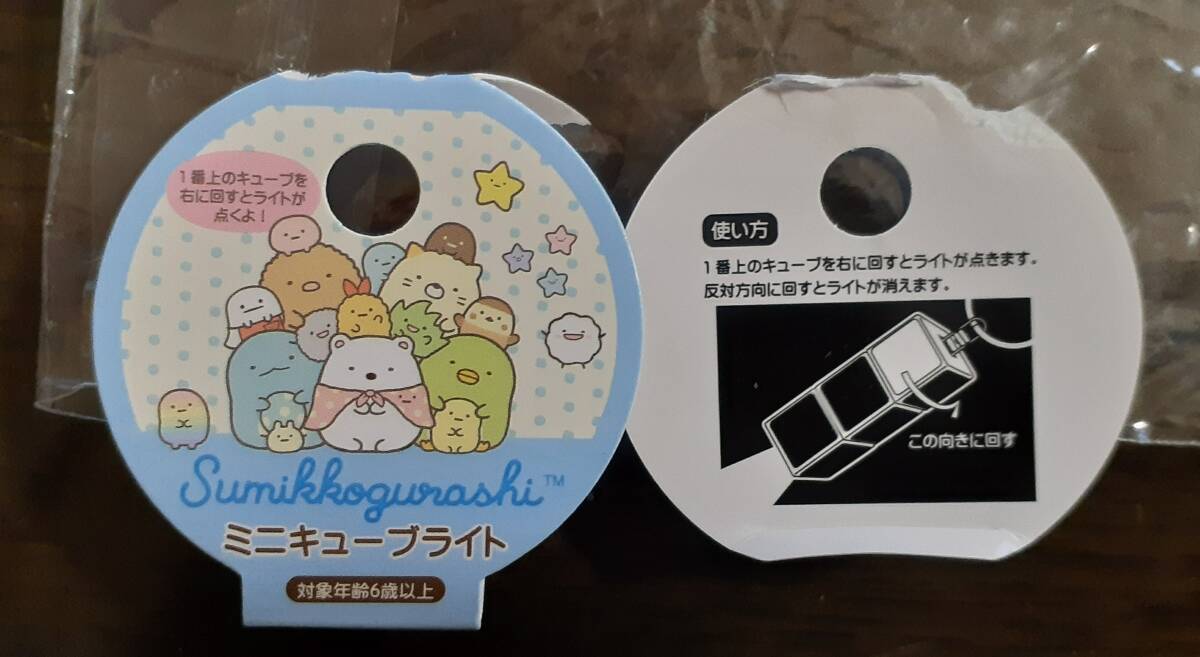 1番上のキューブを
右に回すとライトが
点くよ!
Sumikkogurashi™
ミニキューブライト
対象年齢6歳以上
使い方
1番上のキューブを右に回すとライトが点きます。
反対方向に回すとライトが消えます。
この向きに回す